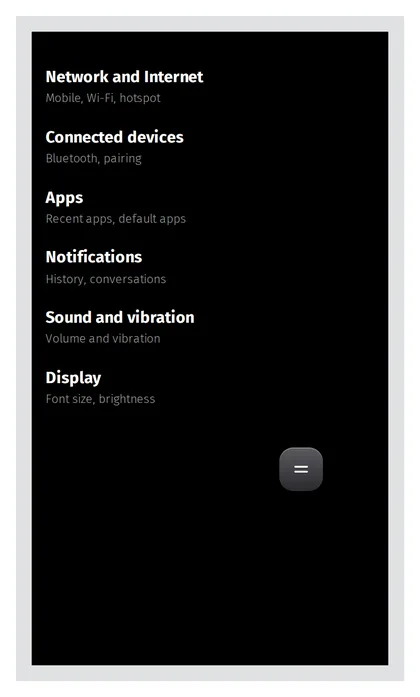 Network and Internet
Mobile, Wi-Fi, hotspot
Connected devices
Bluetooth, pairing
Apps
Recent apps, default apps
Notifications
History, conversations
Sound and vibration
Volume and vibration
Display
Font size, brightness